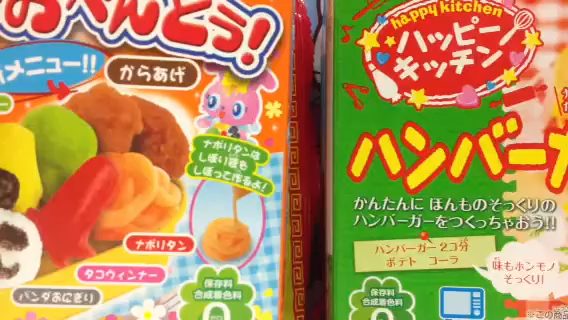 おべんとう!
メニュー!!
からあげ
ナポリタンは
しぼり器も
しぼって作るよ!
ナポリタン
タコウィンナー
パンダおにぎり
保存料
合成着色料
0
happy kitchen
ハッピー
キッチン
ハンバーガ
かんたんに ほんものそっくりの
ハンバーガーをつくっちゃおう!!
ハンバーガー 2コ分
ポテト コーラ
味もホンモノ
そっくり!
保存料
合成着色料
0
※この商品